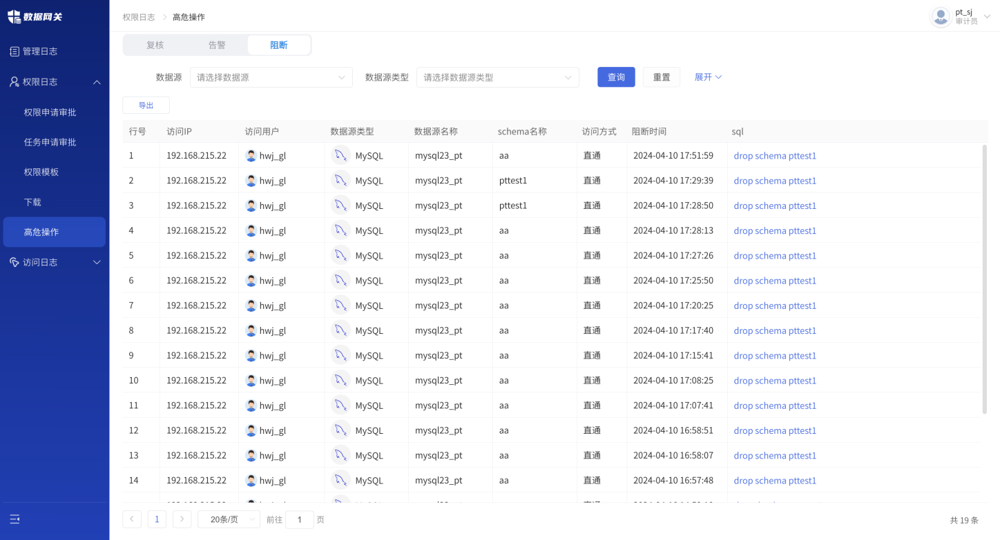 数据网关
权限日志 高危操作
pt_sj
审计员
管理日志
权限日志
权限申请审批
任务申请审批
权限模板
下载
高危操作
访问日志
复核 告警 阻断
数据源 请选择数据源 数据源类型 请选择数据源类型 查询 重置 展开
导出
行号 访问IP 访问用户 数据源类型 数据源名称 schema名称 访问方式 阻断时间 sql
1 192.168.215.22 hwj_gl MySQL mysql23_pt aa 直通 2024-04-10 17:51:59 drop schema pttest1
2 192.168.215.22 hwj_gl MySQL mysql23_pt pttest1 直通 2024-04-10 17:29:39 drop schema pttest1
3 192.168.215.22 hwj_gl MySQL mysql23_pt pttest1 直通 2024-04-10 17:28:50 drop schema pttest1
4 192.168.215.22 hwj_gl MySQL mysql23_pt aa 直通 2024-04-10 17:28:13 drop schema pttest1
5 192.168.215.22 hwj_gl MySQL mysql23_pt aa 直通 2024-04-10 17:27:26 drop schema pttest1
6 192.168.215.22 hwj_gl MySQL mysql23_pt aa 直通 2024-04-10 17:25:50 drop schema pttest1
7 192.168.215.22 hwj_gl MySQL mysql23_pt aa 直通 2024-04-10 17:20:25 drop schema pttest1
8 192.168.215.22 hwj_gl MySQL mysql23_pt aa 直通 2024-04-10 17:17:40 drop schema pttest1
9 192.168.215.22 hwj_gl MySQL mysql23_pt aa 直通 2024-04-10 17:15:41 drop schema pttest1
10 192.168.215.22 hwj_gl MySQL mysql23_pt aa 直通 2024-04-10 17:08:25 drop schema pttest1
11 192.168.215.22 hwj_gl MySQL mysql23_pt aa 直通 2024-04-10 17:07:41 drop schema pttest1
12 192.168.215.22 hwj_gl MySQL mysql23_pt aa 直通 2024-04-10 16:58:51 drop schema pttest1
13 192.168.215.22 hwj_gl MySQL mysql23_pt aa 直通 2024-04-10 16:58:07 drop schema pttest1
14 192.168.215.22 hwj_gl MySQL mysql23_pt aa 直通 2024-04-10 16:57:48 drop schema pttest1
1 20条/页 前往 1 页
共 19 条